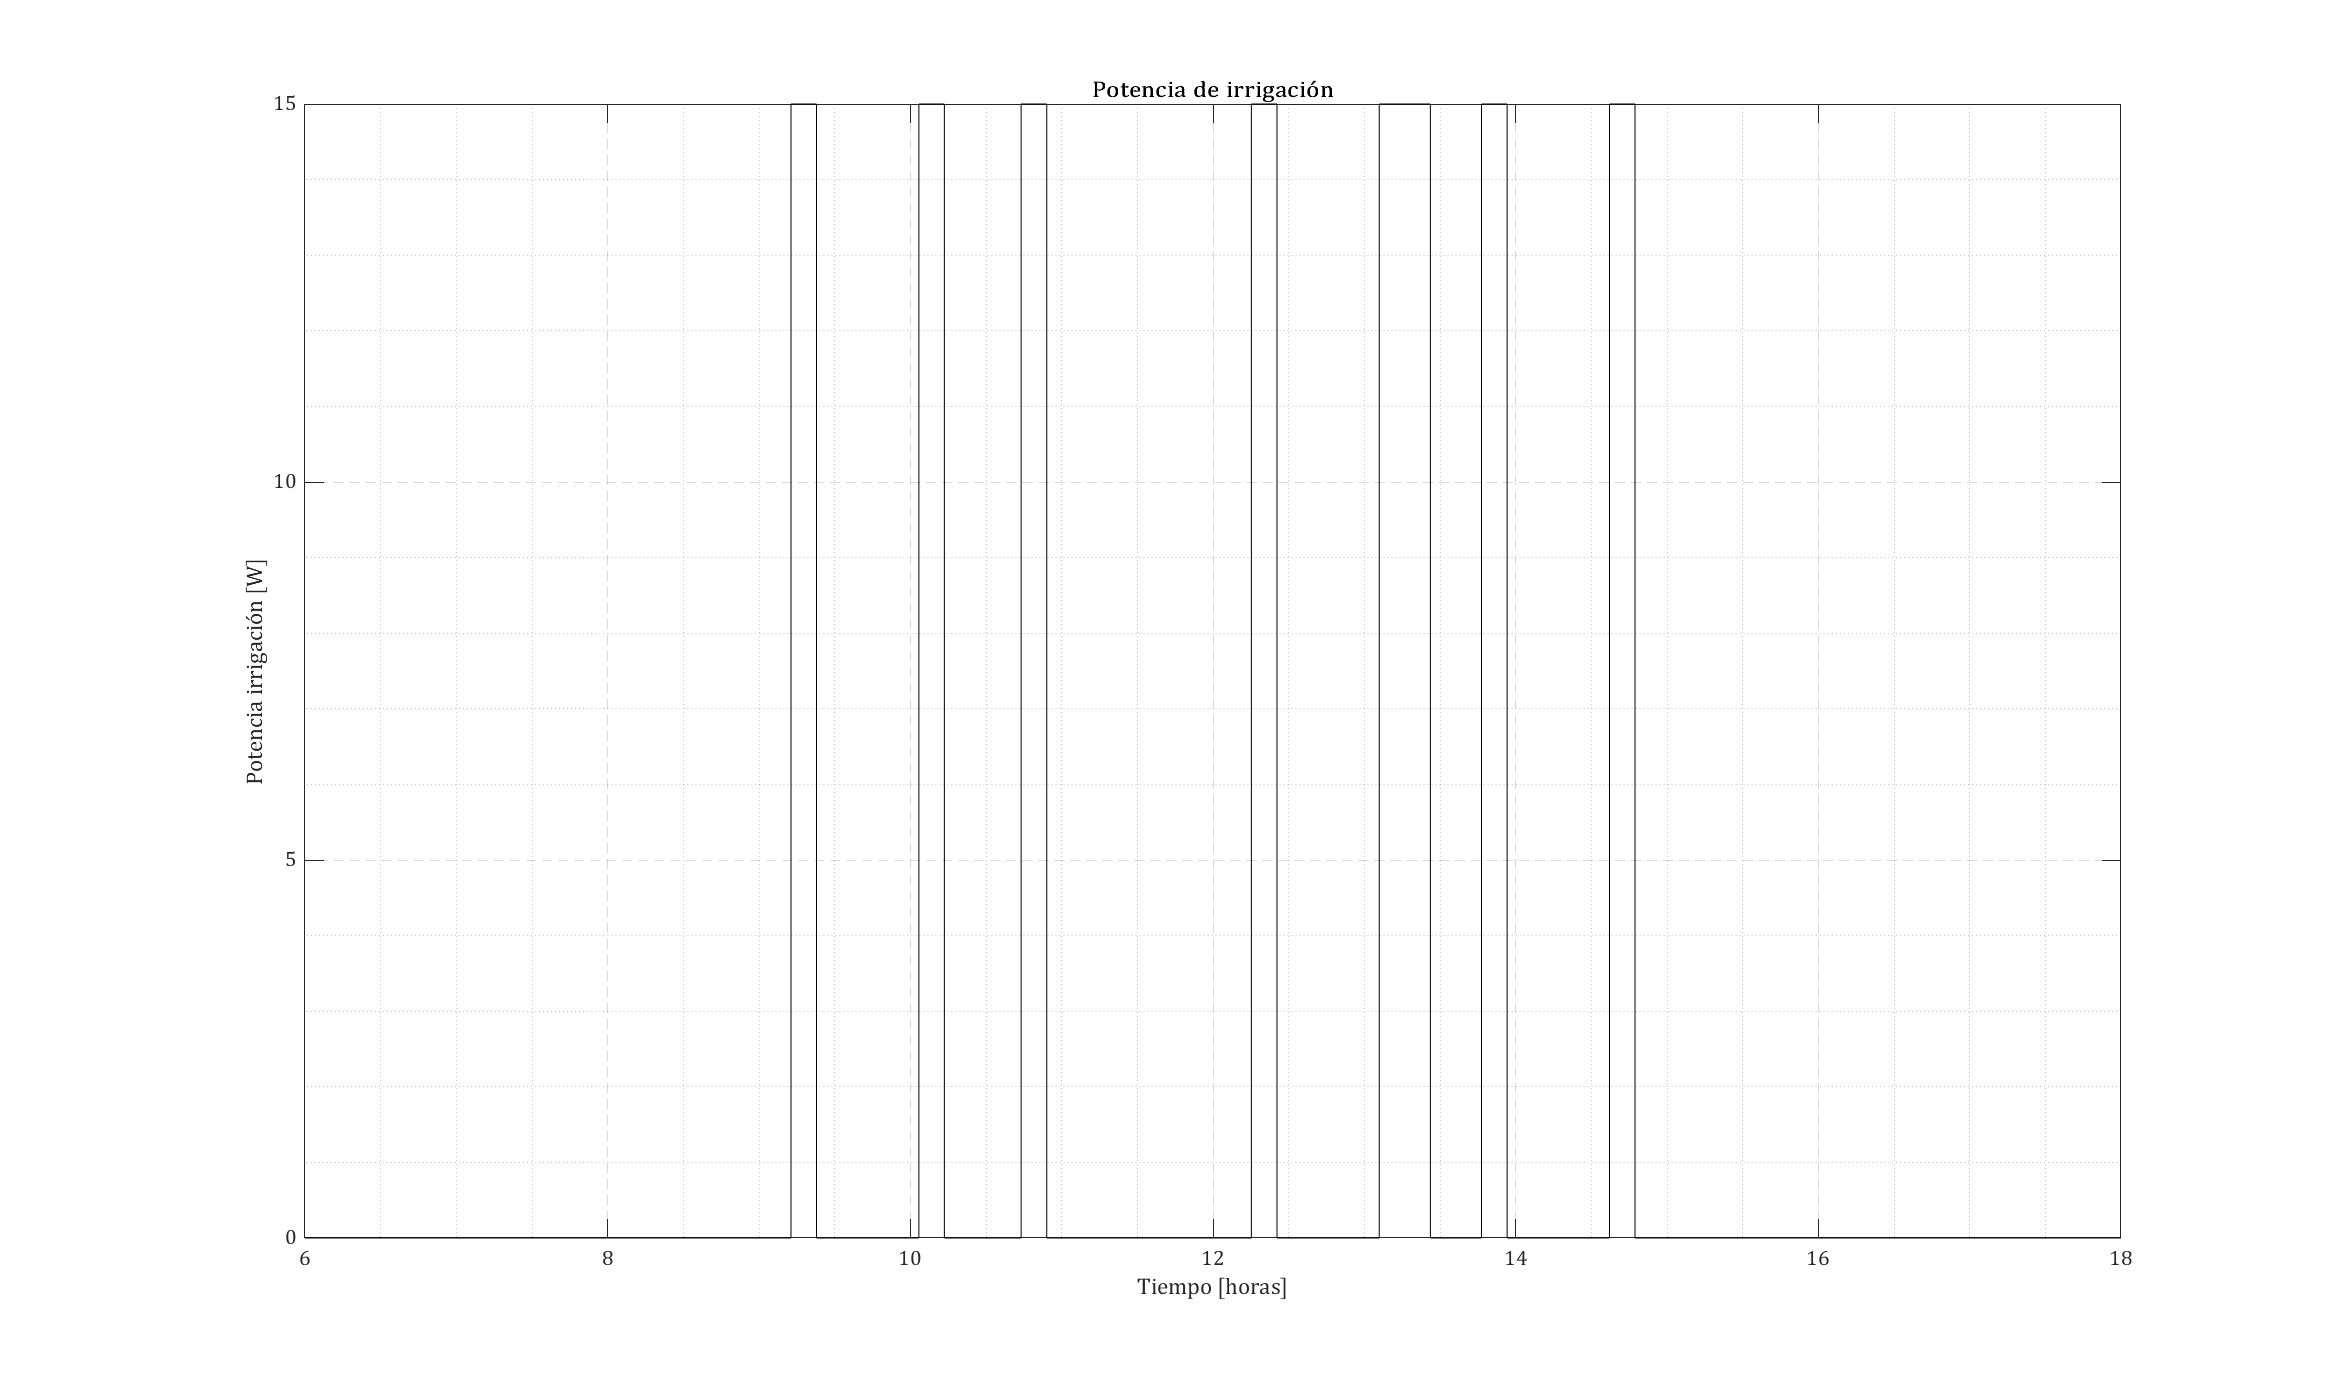 Potencia de irrigación
15
10
5
0
Potencia irrigación [W]
6 8 10 12 14 16 18
Tiempo [horas]